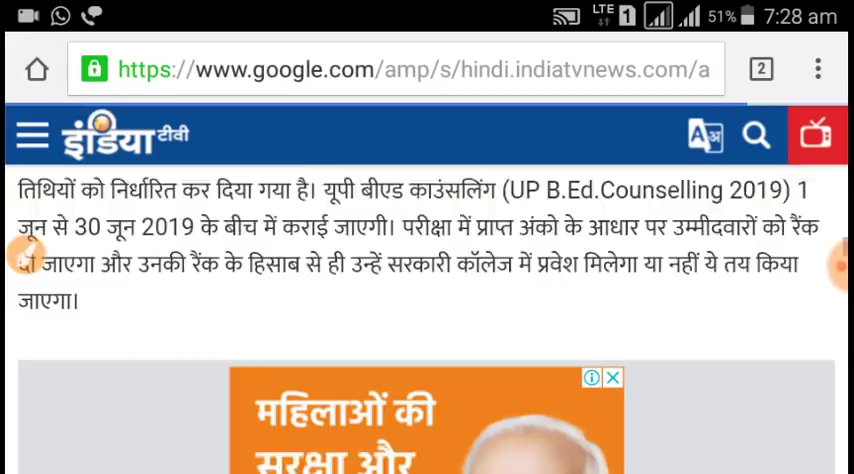 LTE 1 51% 7:28 am
https://www.google.com/amp/s/hindi.indiatvnews.com/a 2
इंडिया टीवी A अ
तिथियों को निर्धारित कर दिया गया है। यूपी बीएड काउंसलिंग (UP B.Ed.Counselling 2019) 1
जून से 30 जून 2019 के बीच में कराई जाएगी। परीक्षा में प्राप्त अंको के आधार पर उम्मीदवारों को रैंक
जाएगा और उनकी रैंक के हिसाब से ही उन्हें सरकारी कॉलेज में प्रवेश मिलेगा या नहीं ये तय किया
जाएगा।
महिलाओं की
सुरक्षा और